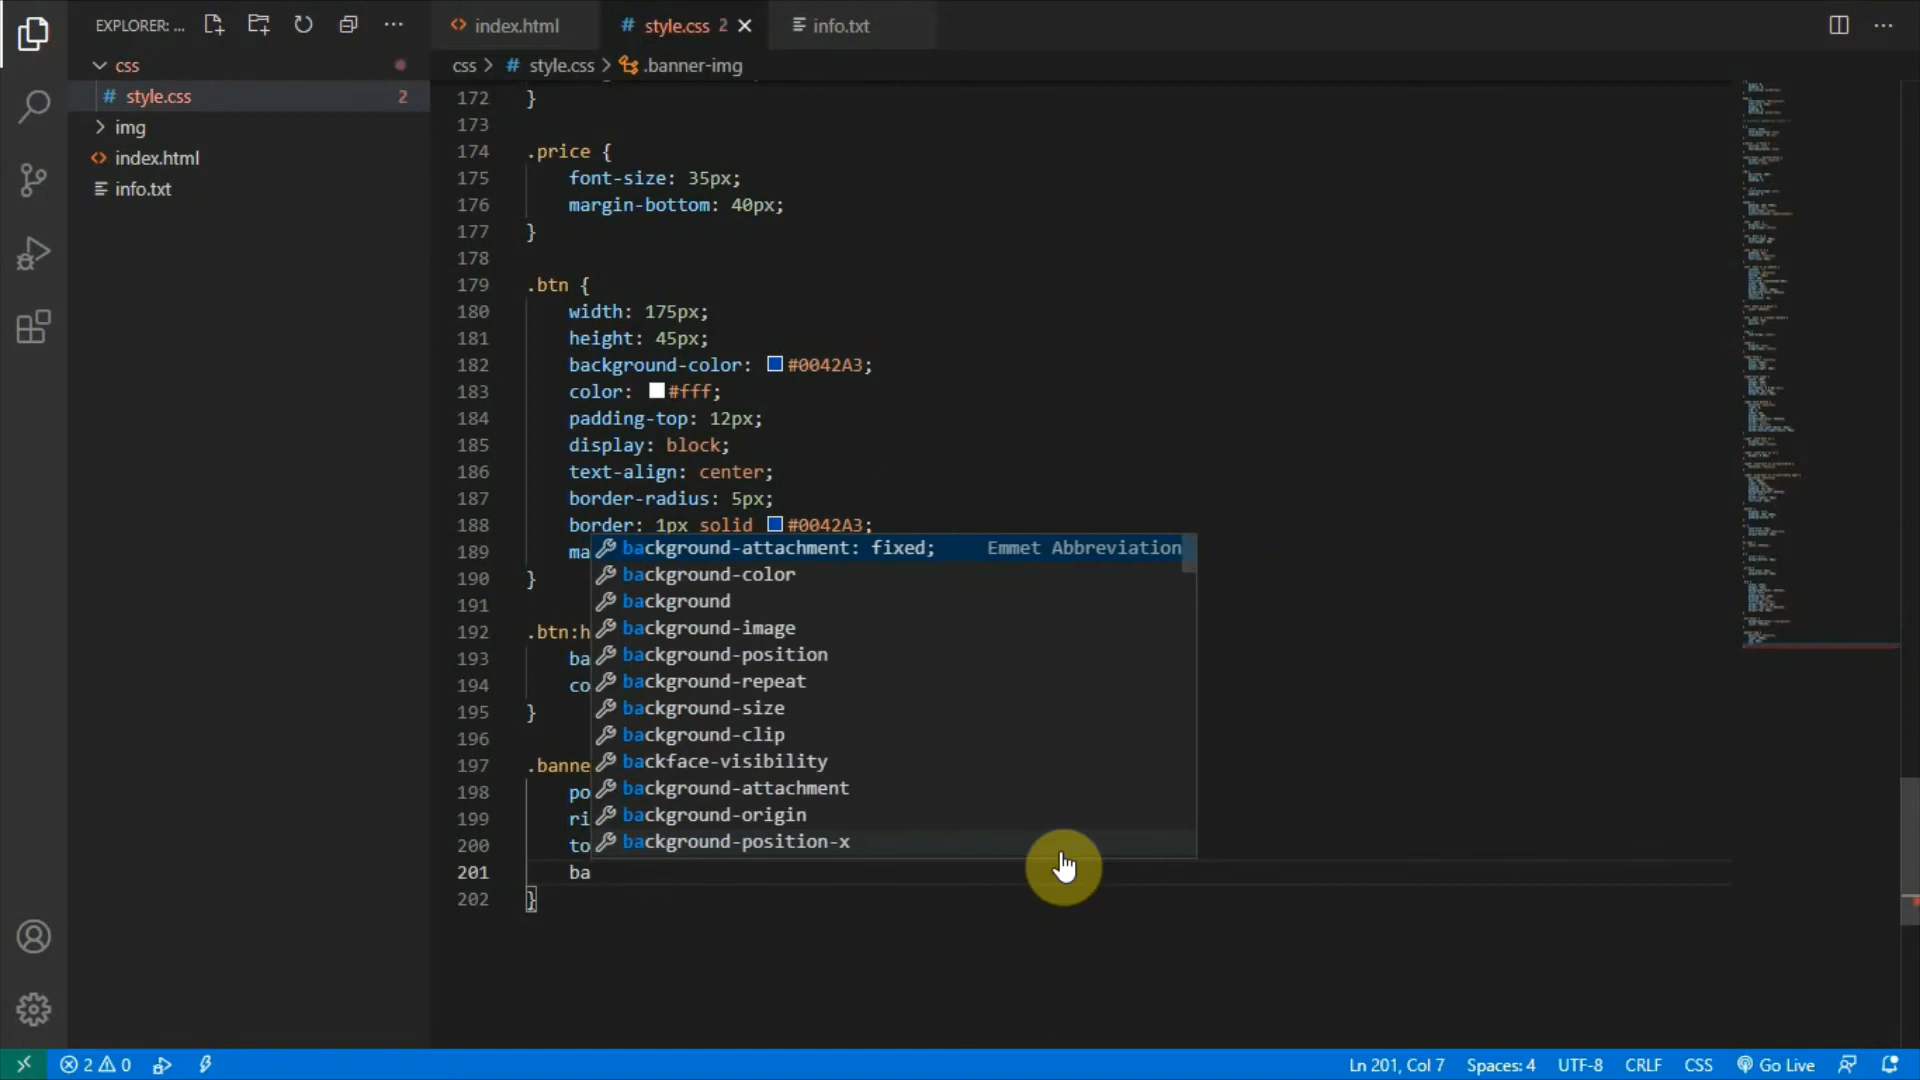 EXPLORER: ...
css
# style.css 2
img
index.html
info.txt
index.html
# style.css 2
info.txt
css > # style.css > .banner-img
172 }
173
174 .price {
175 font-size: 35px;
176 margin-bottom: 40px;
177 }
178
179 .btn {
180 width: 175px;
181 height: 45px;
182 background-color: #0042A3;
183 color: #fff;
184 padding-top: 12px;
185 display: block;
186 text-align: center;
187 border-radius: 5px;
188 border: 1px solid #0042A3;
189 ma
190 }
191
192 .btn:h
193 ba
194 co
195 }
196
197 .banne
198 po
199 ri
200 to
201 ba
202 }
background-attachment: fixed; Emmet Abbreviation
background-color
background
background-image
background-position
background-repeat
background-size
background-clip
backface-visibility
background-attachment
background-origin
background-position-x
2 0
Ln 201, Col 7 Spaces: 4 UTF-8 CRLF CSS Go Live